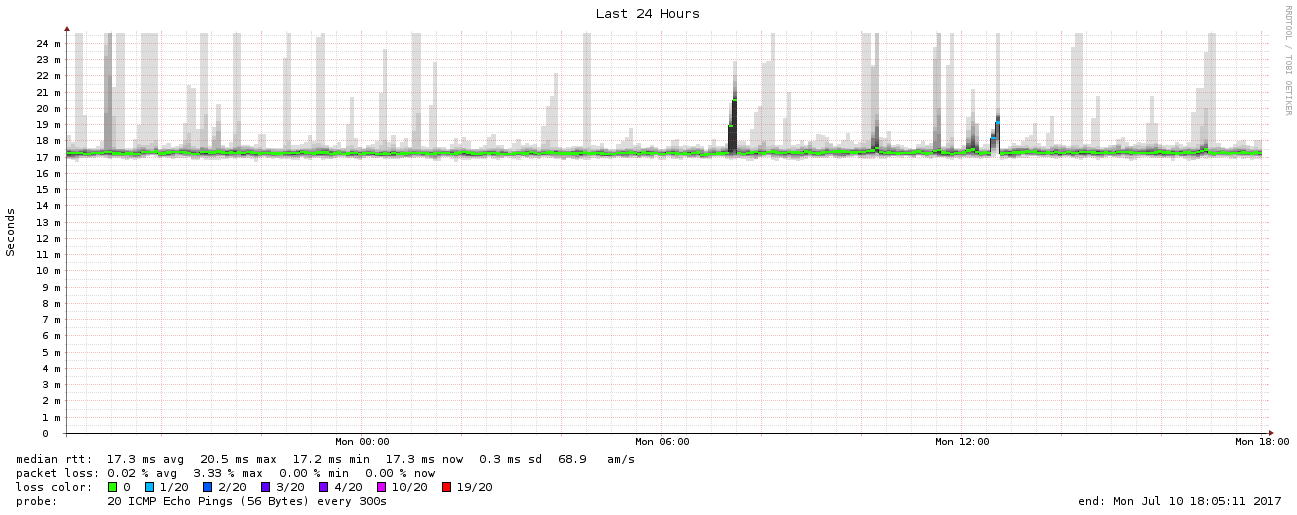 Last 24 Hours
RRDTOOL / TOBI OETIKER
Seconds
24 m
23 m
22 m
21 m
20 m
19 m
18 m
17 m
16 m
15 m
14 m
13 m
12 m
11 m
10 m
9 m
8 m
7 m
6 m
5 m
4 m
3 m
2 m
1 m
0
Mon 00:00 Mon 06:00 Mon 12:00 Mon 18:00
median rtt: 17.3 ms avg 20.5 ms max 17.2 ms min 17.3 ms now 0.3 ms sd 68.9 am/s
packet loss: 0.02 % avg 3.33 % max 0.00 % min 0.00 % now
loss color: 0 1/20 2/20 3/20 4/20 10/20 19/20
probe: 20 ICMP Echo Pings (56 Bytes) every 300s end: Mon Jul 10 18:05:11 2017